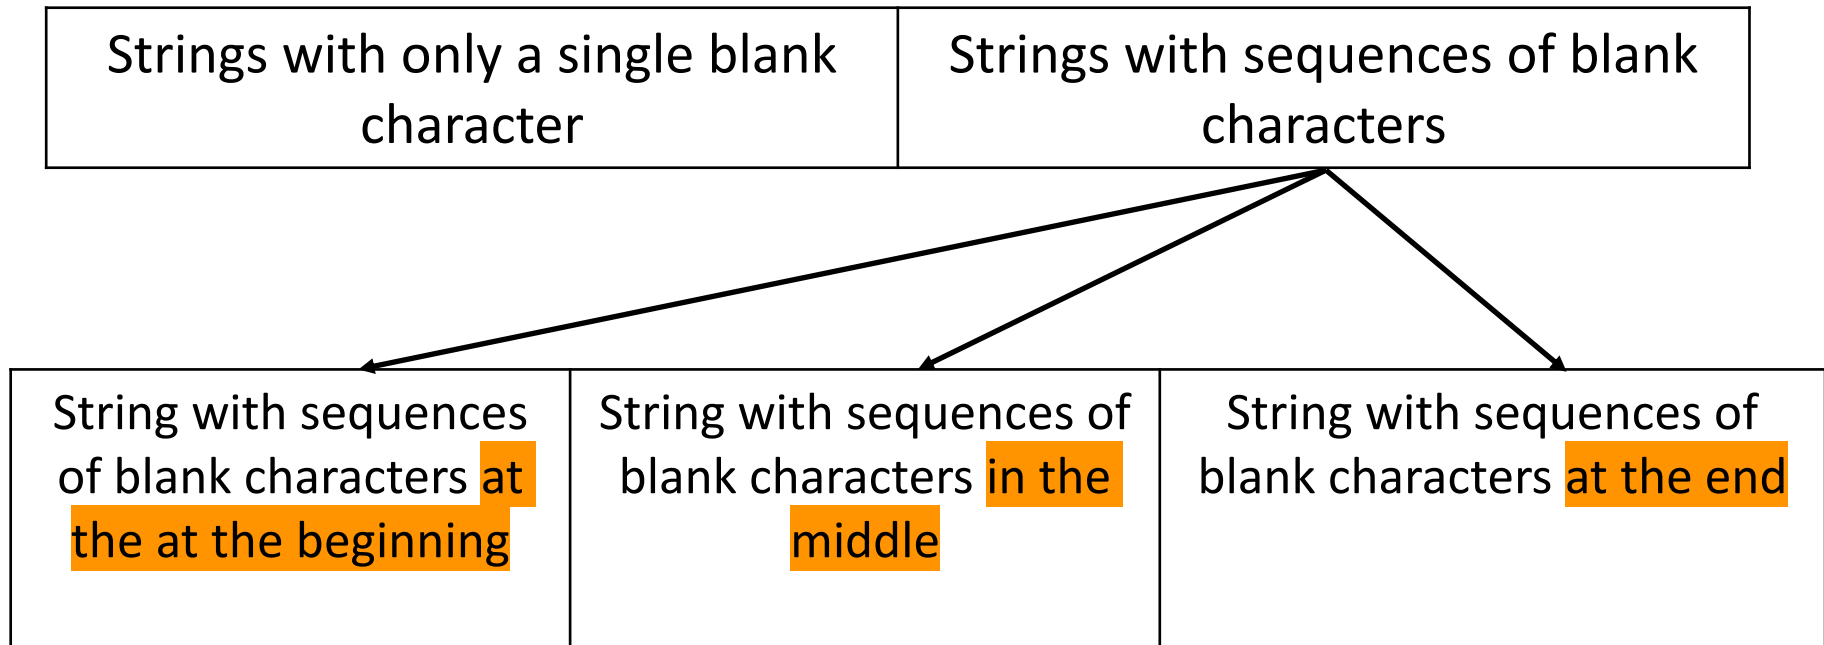 Strings with only a single blank
character
Strings with sequences of blank
characters
String with sequences
of blank characters at
the at the beginning
String with sequences of
blank characters in the
middle
String with sequences of
blank characters at the end